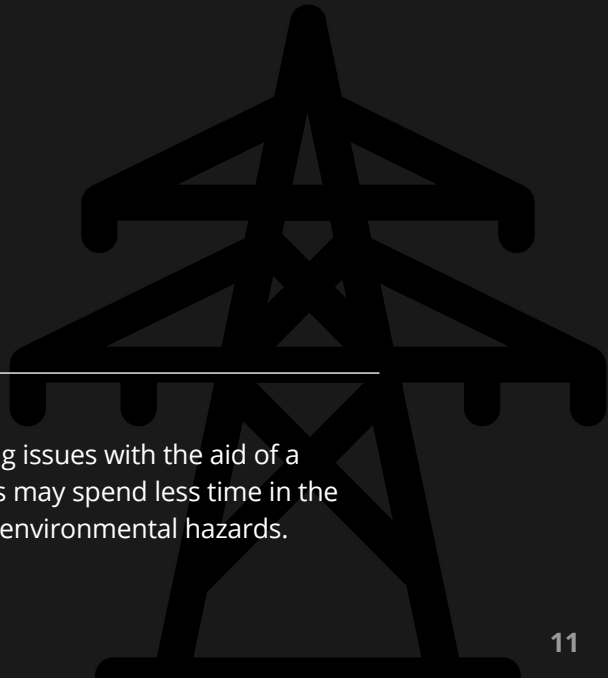 g issues with the aid of a
s may spend less time in the
environmental hazards.
11